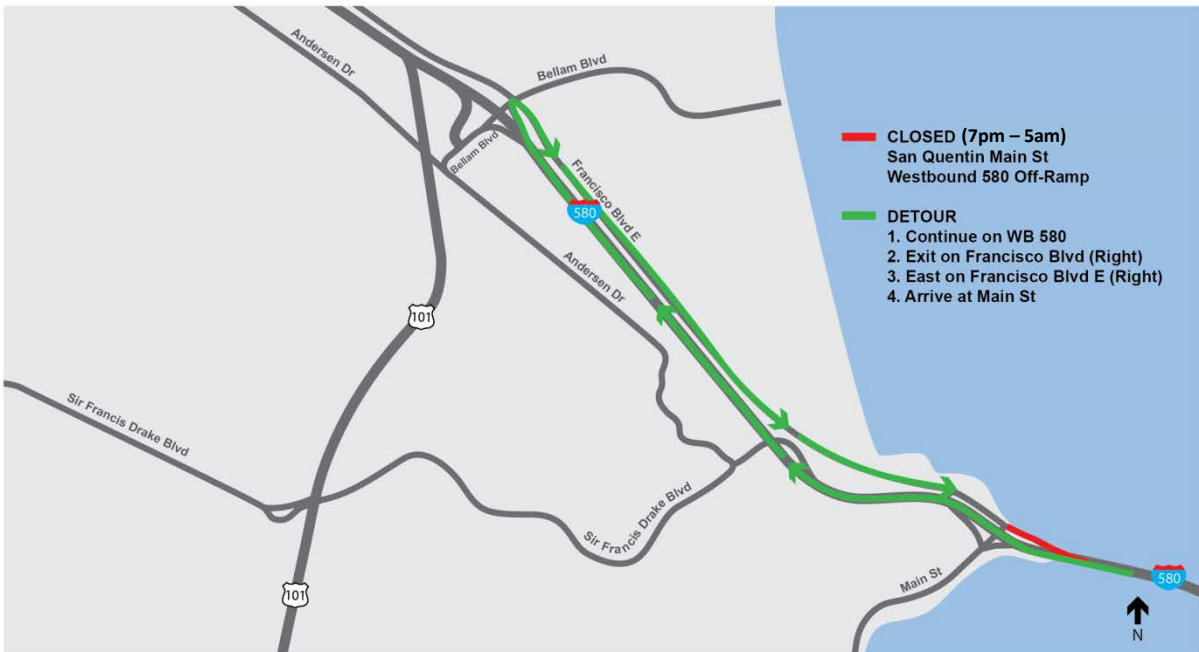 Andersen Dr
Bellam Blvd
Bellam Blvd
Francisco Blvd E
580
Andersen Dr
101
Sir Francis Drake Blvd
Sir Francis Drake Blvd
Main St
101
580
N
CLOSED (7pm – 5am)
San Quentin Main St
Westbound 580 Off-Ramp
DETOUR
1. Continue on WB 580
2. Exit on Francisco Blvd (Right)
3. East on Francisco Blvd E (Right)
4. Arrive at Main St